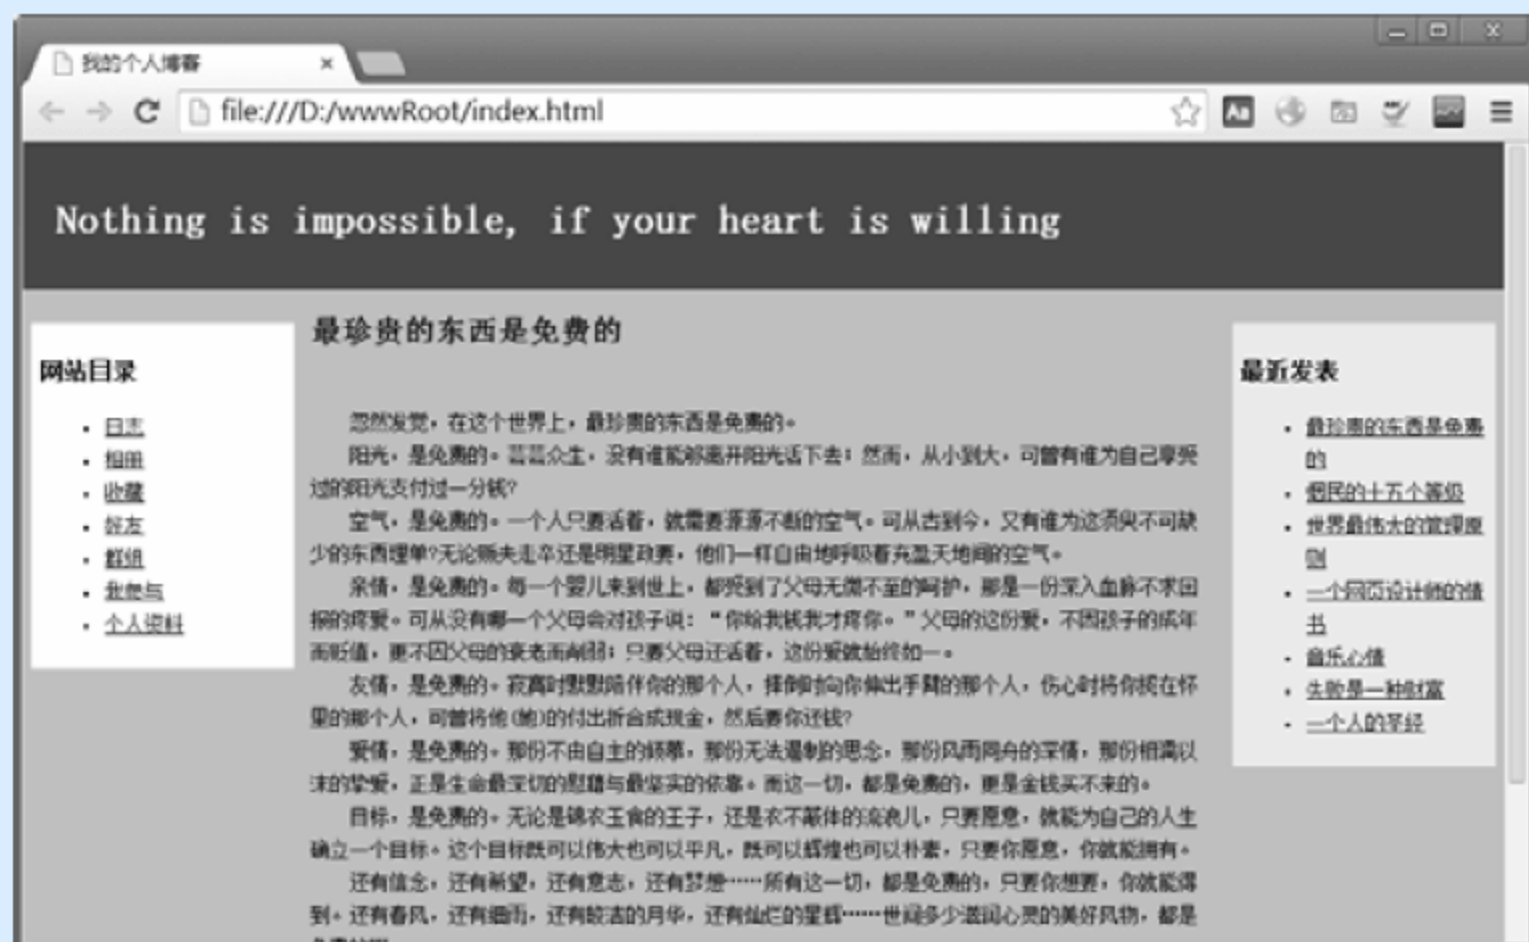 我的个人博客
file:///D:/wwwRoot/index.html
Nothing is impossible, if your heart is willing
网站目录
日志
相册
收藏
好友
群组
我参与
个人资料
最珍贵的东西是免费的
忽然发觉，在这个世界上，最珍贵的东西是免费的。
阳光，是免费的。芸芸众生，没有谁能够离开阳光活下去；然而，从小到大，可曾有谁为自己享受
过的阳光支付过一分钱?
空气，是免费的。一个人只要活着，就需要源源不断的空气。可从古到今，又有谁为这须臾不可缺
少的东西埋单?无论贩夫走卒还是明星政要，他们一样自由地呼吸着充盈天地间的空气。
亲情，是免费的。每一个婴儿来到世上，都受到了父母无微不至的呵护，那是一份深入血脉不求回
报的疼爱。可从没有哪一个父母会对孩子说：“你给我钱我才疼你。”父母的这份爱，不因孩子的成年
而贬值，更不因父母的衰老而削弱；只要父母还活着，这份爱就始终如一。
友情，是免费的。寂寞时默默陪伴你的那个人，摔倒时向你伸出手臂的那个人，伤心时将你揽在怀
里的那个人，可曾将他(她)的付出折合成现金，然后要你还钱?
爱情，是免费的。那份不由自主的倾慕，那份无法遏制的思念，那份风雨同舟的深情，那份相濡以
沫的挚爱，正是生命最深切的慰藉与最坚实的依靠。而这一切，都是免费的，更是金钱买不来的。
目标，是免费的。无论是锦衣玉食的王子，还是衣不蔽体的流浪儿，只要愿意，就能为自己的人生
确立一个目标。这个目标既可以伟大也可以平凡，既可以辉煌也可以朴素，只要你愿意，你就能拥有。
还有信念，还有希望，还有意志，还有梦想……所有这一切，都是免费的，只要你想要，你就能得
到。还有春风，还有细雨，还有皎洁的月华，还有灿烂的星辉……世间多少滋润心灵的美好风物，都是
最近发表
最珍贵的东西是免费
的
国民的十五个等级
世界最伟大的管理原
则
一个网页设计师的情
书
音乐心情
失败是一种财富
一个人的圣经